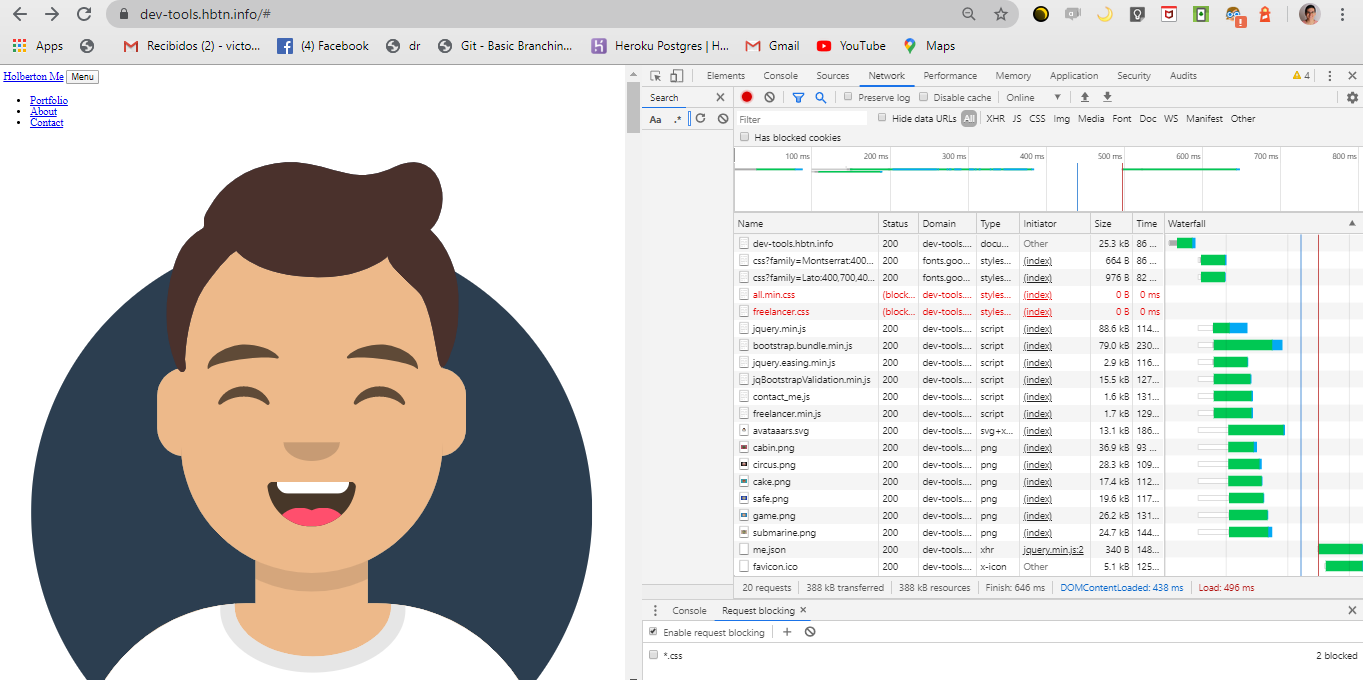 dev-tools.hbtn.info/#
Apps Recibidos (2) - victo... (4) Facebook dr Git - Basic Branchin... Heroku Postgres | H... Gmail YouTube Maps
Holberton Me Menu
Portfolio
About
Contact
Elements Console Sources Network Performance Memory Application Security Audits 4
Search
Preserve log Disable cache Online
Aa .*
Filter Hide data URLs All XHR JS CSS Img Media Font Doc WS Manifest Other
Has blocked cookies
100 ms 200 ms 300 ms 400 ms 500 ms 600 ms 700 ms 800 ms
Name Status Domain Type Initiator Size Time Waterfall
dev-tools.hbtn.info 200 dev-tools.... docu... Other 25.3 kB 86 ...
css?family=Montserrat:400... 200 fonts.goo... styles... (index) 664 B 86 ...
css?family=Lato:400,700,40... 200 fonts.goo... styles... (index) 976 B 82 ...
all.min.css (block... dev-tools.... styles... (index) 0 B 0 ms
freelancer.css (block... dev-tools.... styles... (index) 0 B 0 ms
jquery.min.js 200 dev-tools.... script (index) 88.6 kB 114...
bootstrap.bundle.min.js 200 dev-tools.... script (index) 79.0 kB 230...
jquery.easing.min.js 200 dev-tools.... script (index) 2.9 kB 116...
jqBootstrapValidation.min.js 200 dev-tools.... script (index) 15.5 kB 127...
contact_me.js 200 dev-tools.... script (index) 1.6 kB 131...
freelancer.min.js 200 dev-tools.... script (index) 1.7 kB 129...
avataaars.svg 200 dev-tools.... svg+x... (index) 13.1 kB 186...
cabin.png 200 dev-tools.... png (index) 36.9 kB 93 ...
circus.png 200 dev-tools.... png (index) 28.3 kB 109...
cake.png 200 dev-tools.... png (index) 17.4 kB 112...
safe.png 200 dev-tools.... png (index) 19.6 kB 117...
game.png 200 dev-tools.... png (index) 26.2 kB 131...
submarine.png 200 dev-tools.... png (index) 24.7 kB 144...
me.json 200 dev-tools.... xhr jquery.min.js:2 340 B 148...
favicon.ico 200 dev-tools.... x-icon Other 5.1 kB 125...
20 requests 388 kB transferred 388 kB resources Finish: 646 ms DOMContentLoaded: 438 ms Load: 496 ms
Console Request blocking
Enable request blocking
*.css 2 blocked